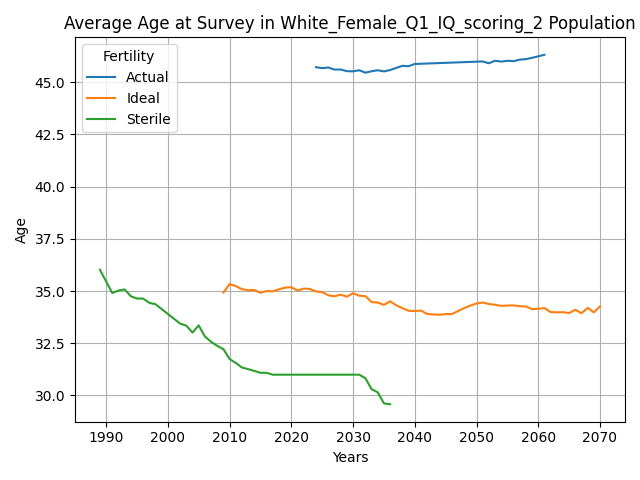 Average Age at Survey in White_Female_Q1_IQ_scoring_2 Population
Fertility
Actual
Ideal
Sterile
45.0
42.5
40.0
37.5
35.0
32.5
30.0
Age
1990 2000 2010 2020 2030 2040 2050 2060 2070
Years